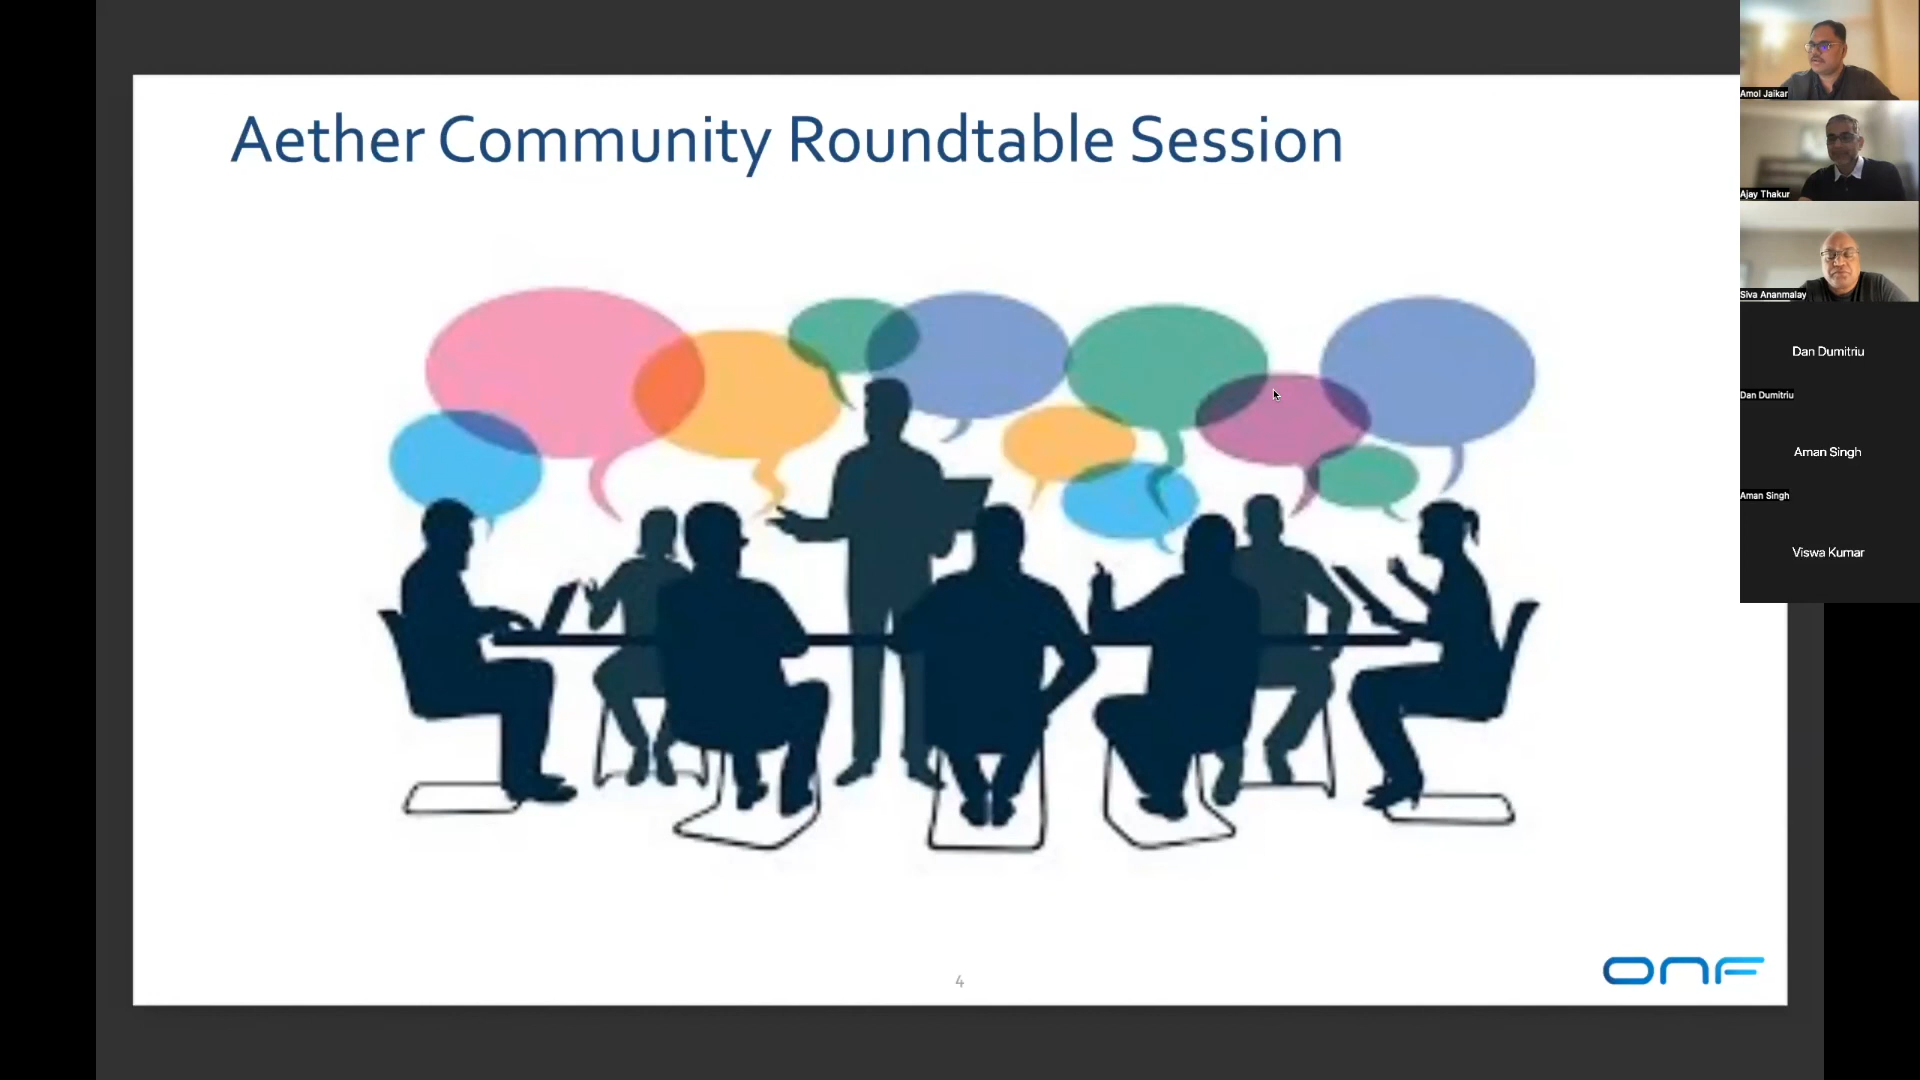 Aether Community Roundtable Session
4
ONF
Amol Jaikar
Ajay Thakur
Siva Ananmalay
Dan Dumitriu
Dan Dumitriu
Aman Singh
Aman Singh
Viswa Kumar